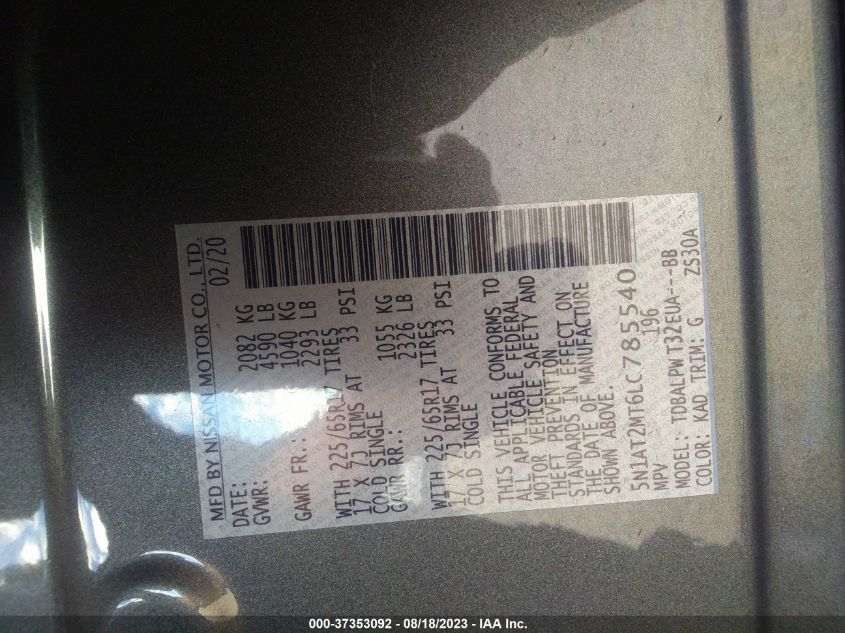 MFD BY NISSAN MOTOR CO., LTD.
DATE: 02/20
GVWR: 2082 KG
4590 LB
GAWR FR.: 1040 KG
2293 LB
WITH 225/65R17 TIRES
17 X 7J RIMS AT 33 PSI
COLD SINGLE
GAWR RR.: 1055 KG
2326 LB
WITH 225/65R17 TIRES
17 X 7J RIMS AT 33 PSI
COLD SINGLE
THIS VEHICLE CONFORMS TO
ALL APPLICABLE FEDERAL
MOTOR VEHICLE SAFETY AND
THEFT PREVENTION
STANDARDS IN EFFECT ON
THE DATE OF MANUFACTURE
SHOWN ABOVE.
5N1AT2MT6LC785540
MPV 196
MODEL: TDBALPW T32EUA---BB
COLOR: KAD TRIM: G ZS30A
000-37353092 - 08/18/2023 - IAA Inc.